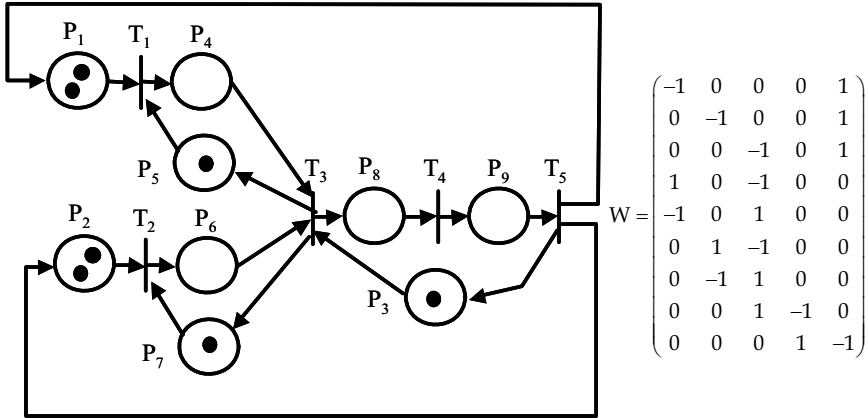 P1 T1 P4
P5
T3 P8 T4 P9 T5
P2 T2 P6
P3
P7
W =
−1 0 0 0 1
0 −1 0 0 1
0 0 −1 0 1
1 0 −1 0 0
−1 0 1 0 0
0 1 −1 0 0
0 −1 1 0 0
0 0 1 −1 0
0 0 0 1 −1